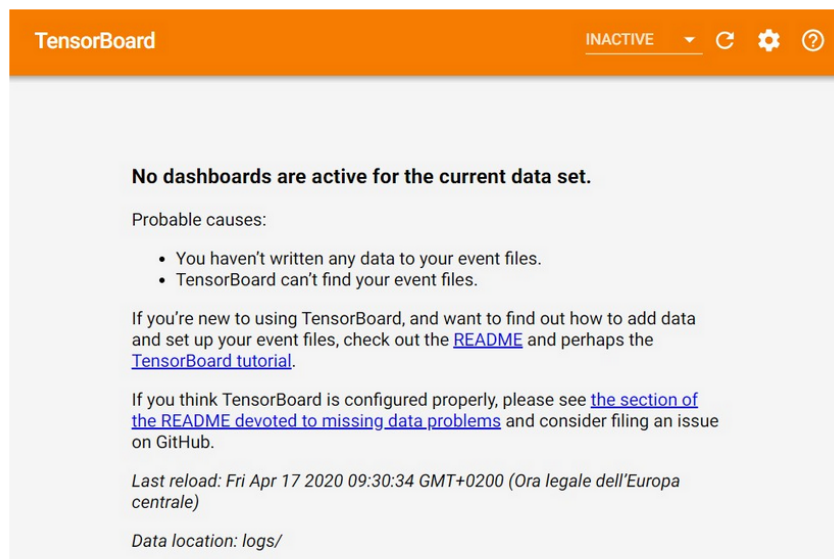 TensorBoard
INACTIVE
No dashboards are active for the current data set.
Probable causes:
• You haven’t written any data to your event files.
• TensorBoard can’t find your event files.
If you’re new to using TensorBoard, and want to find out how to add data
and set up your event files, check out the README and perhaps the
TensorBoard tutorial.
If you think TensorBoard is configured properly, please see the section of
the README devoted to missing data problems and consider filing an issue
on GitHub.
Last reload: Fri Apr 17 2020 09:30:34 GMT+0200 (Ora legale dell’Europa
centrale)
Data location: logs/